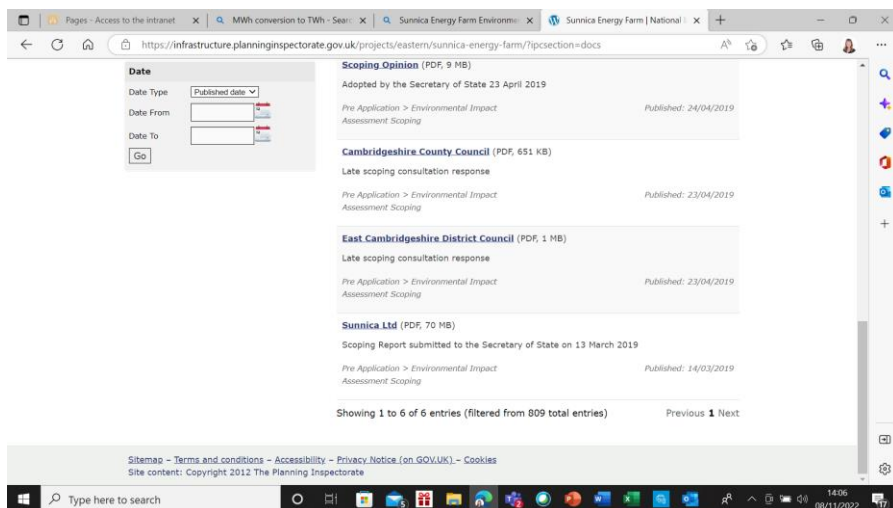 Pages - Access to the intranet
MWh conversion to TWh - Sear
Sunnica Energy Farm Environme
Sunnica Energy Farm | National
https://infrastructure.planninginspectorate.gov.uk/projects/eastern/sunnica-energy-farm/?ipcsection=docs
Date
Date Type Published date
Date From
Date To
Go
Scoping Opinion (PDF, 9 MB)
Adopted by the Secretary of State 23 April 2019
Pre Application > Environmental Impact Published: 24/04/2019
Assessment Scoping
Cambridgeshire County Council (PDF, 651 KB)
Late scoping consultation response
Pre Application > Environmental Impact Published: 23/04/2019
Assessment Scoping
East Cambridgeshire District Council (PDF, 1 MB)
Late scoping consultation response
Pre Application > Environmental Impact Published: 23/04/2019
Assessment Scoping
Sunnica Ltd (PDF, 70 MB)
Scoping Report submitted to the Secretary of State on 13 March 2019
Pre Application > Environmental Impact Published: 14/03/2019
Assessment Scoping
Showing 1 to 6 of 6 entries (filtered from 809 total entries) Previous 1 Next
Sitemap – Terms and conditions – Accessibility – Privacy Notice (on GOV.UK) – Cookies
Site content: Copyright 2012 The Planning Inspectorate
Type here to search
14:06
08/11/2022